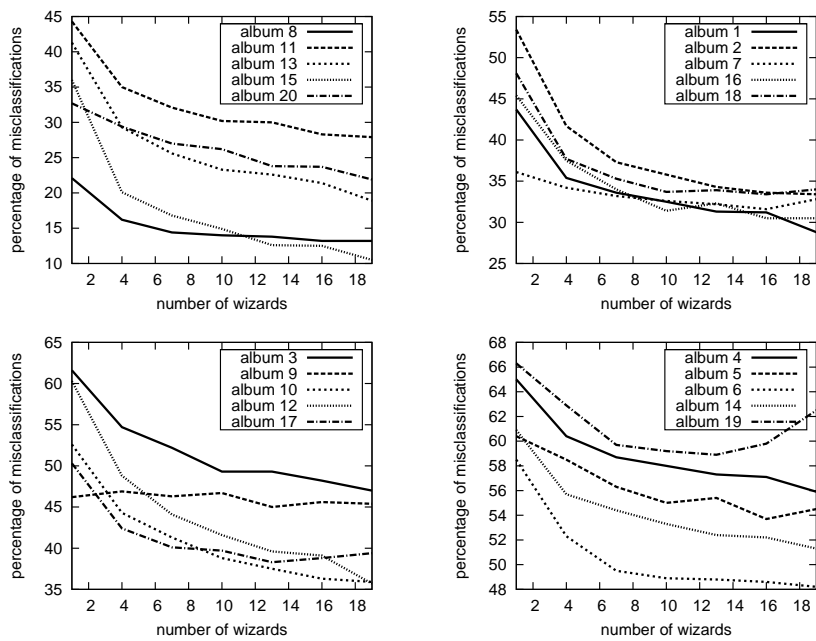 percentage of misclassifications
45
40
35
30
25
20
15
10
2 4 6 8 10 12 14 16 18
number of wizards
album 8
album 11
album 13
album 15
album 20
percentage of misclassifications
55
50
45
40
35
30
25
2 4 6 8 10 12 14 16 18
number of wizards
album 1
album 2
album 7
album 16
album 18
percentage of misclassifications
65
60
55
50
45
40
35
2 4 6 8 10 12 14 16 18
number of wizards
album 3
album 9
album 10
album 12
album 17
percentage of misclassifications
68
66
64
62
60
58
56
54
52
50
48
2 4 6 8 10 12 14 16 18
number of wizards
album 4
album 5
album 6
album 14
album 19